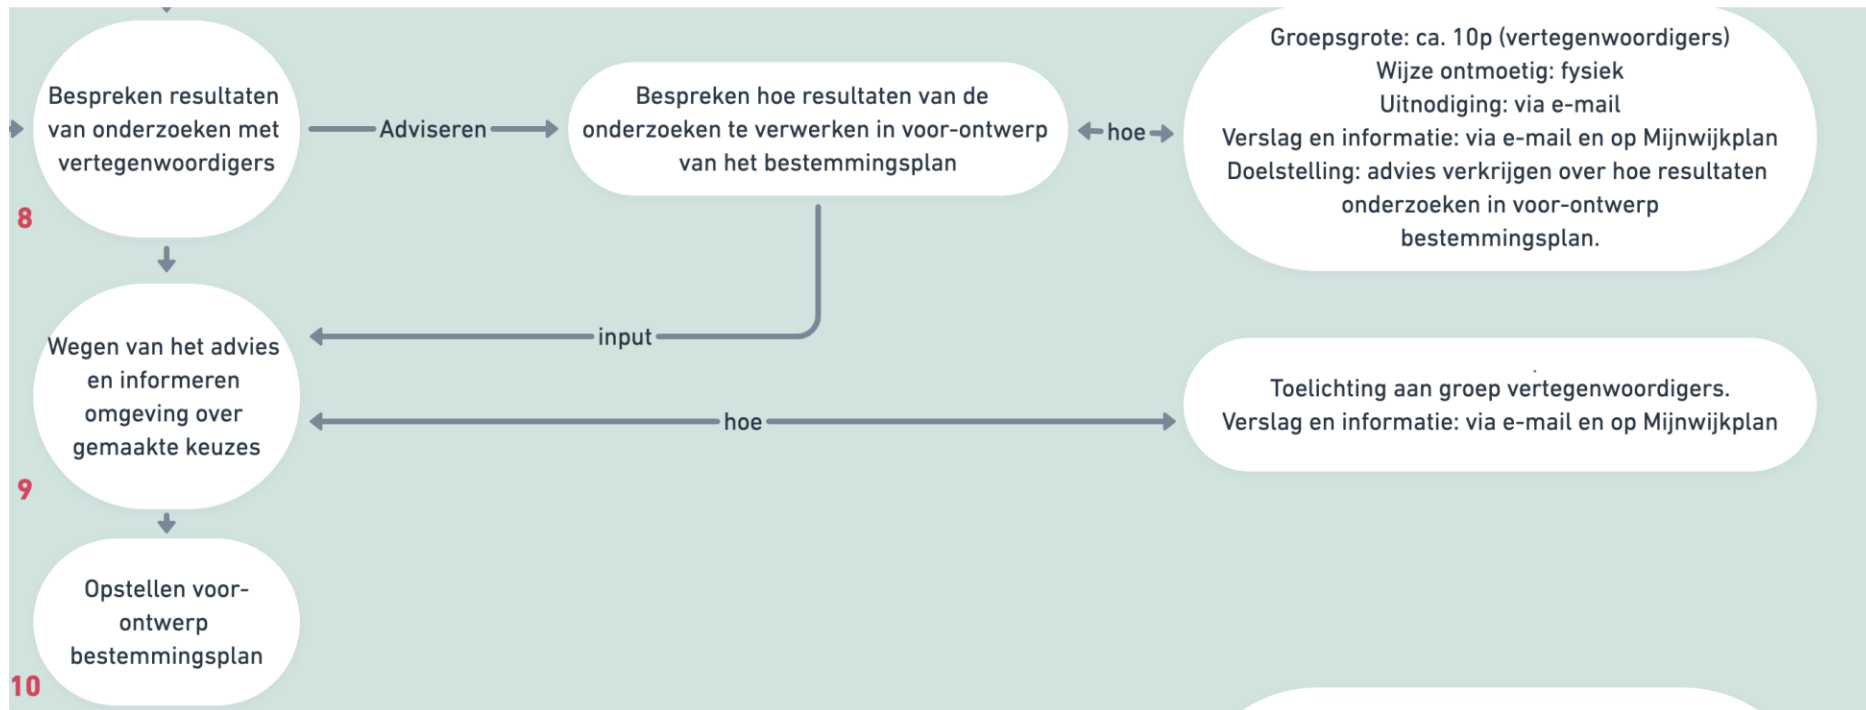 Bespreken resultaten
van onderzoeken met
vertegenwoordigers
8
Adviseren
Bespreken hoe resultaten van de
onderzoeken te verwerken in voor-ontwerp
van het bestemmingsplan
hoe
Groepsgrote: ca. 10p (vertegenwoordigers)
Wijze ontmoetig: fysiek
Uitnodiging: via e-mail
Verslag en informatie: via e-mail en op Mijnwijkplan
Doelstelling: advies verkrijgen over hoe resultaten
onderzoeken in voor-ontwerp
bestemmingsplan.
input
Wegen van het advies
en informeren
omgeving over
gemaakte keuzes
9
hoe
Toelichting aan groep vertegenwoordigers.
Verslag en informatie: via e-mail en op Mijnwijkplan
Opstellen voor-
ontwerp
bestemmingsplan
10